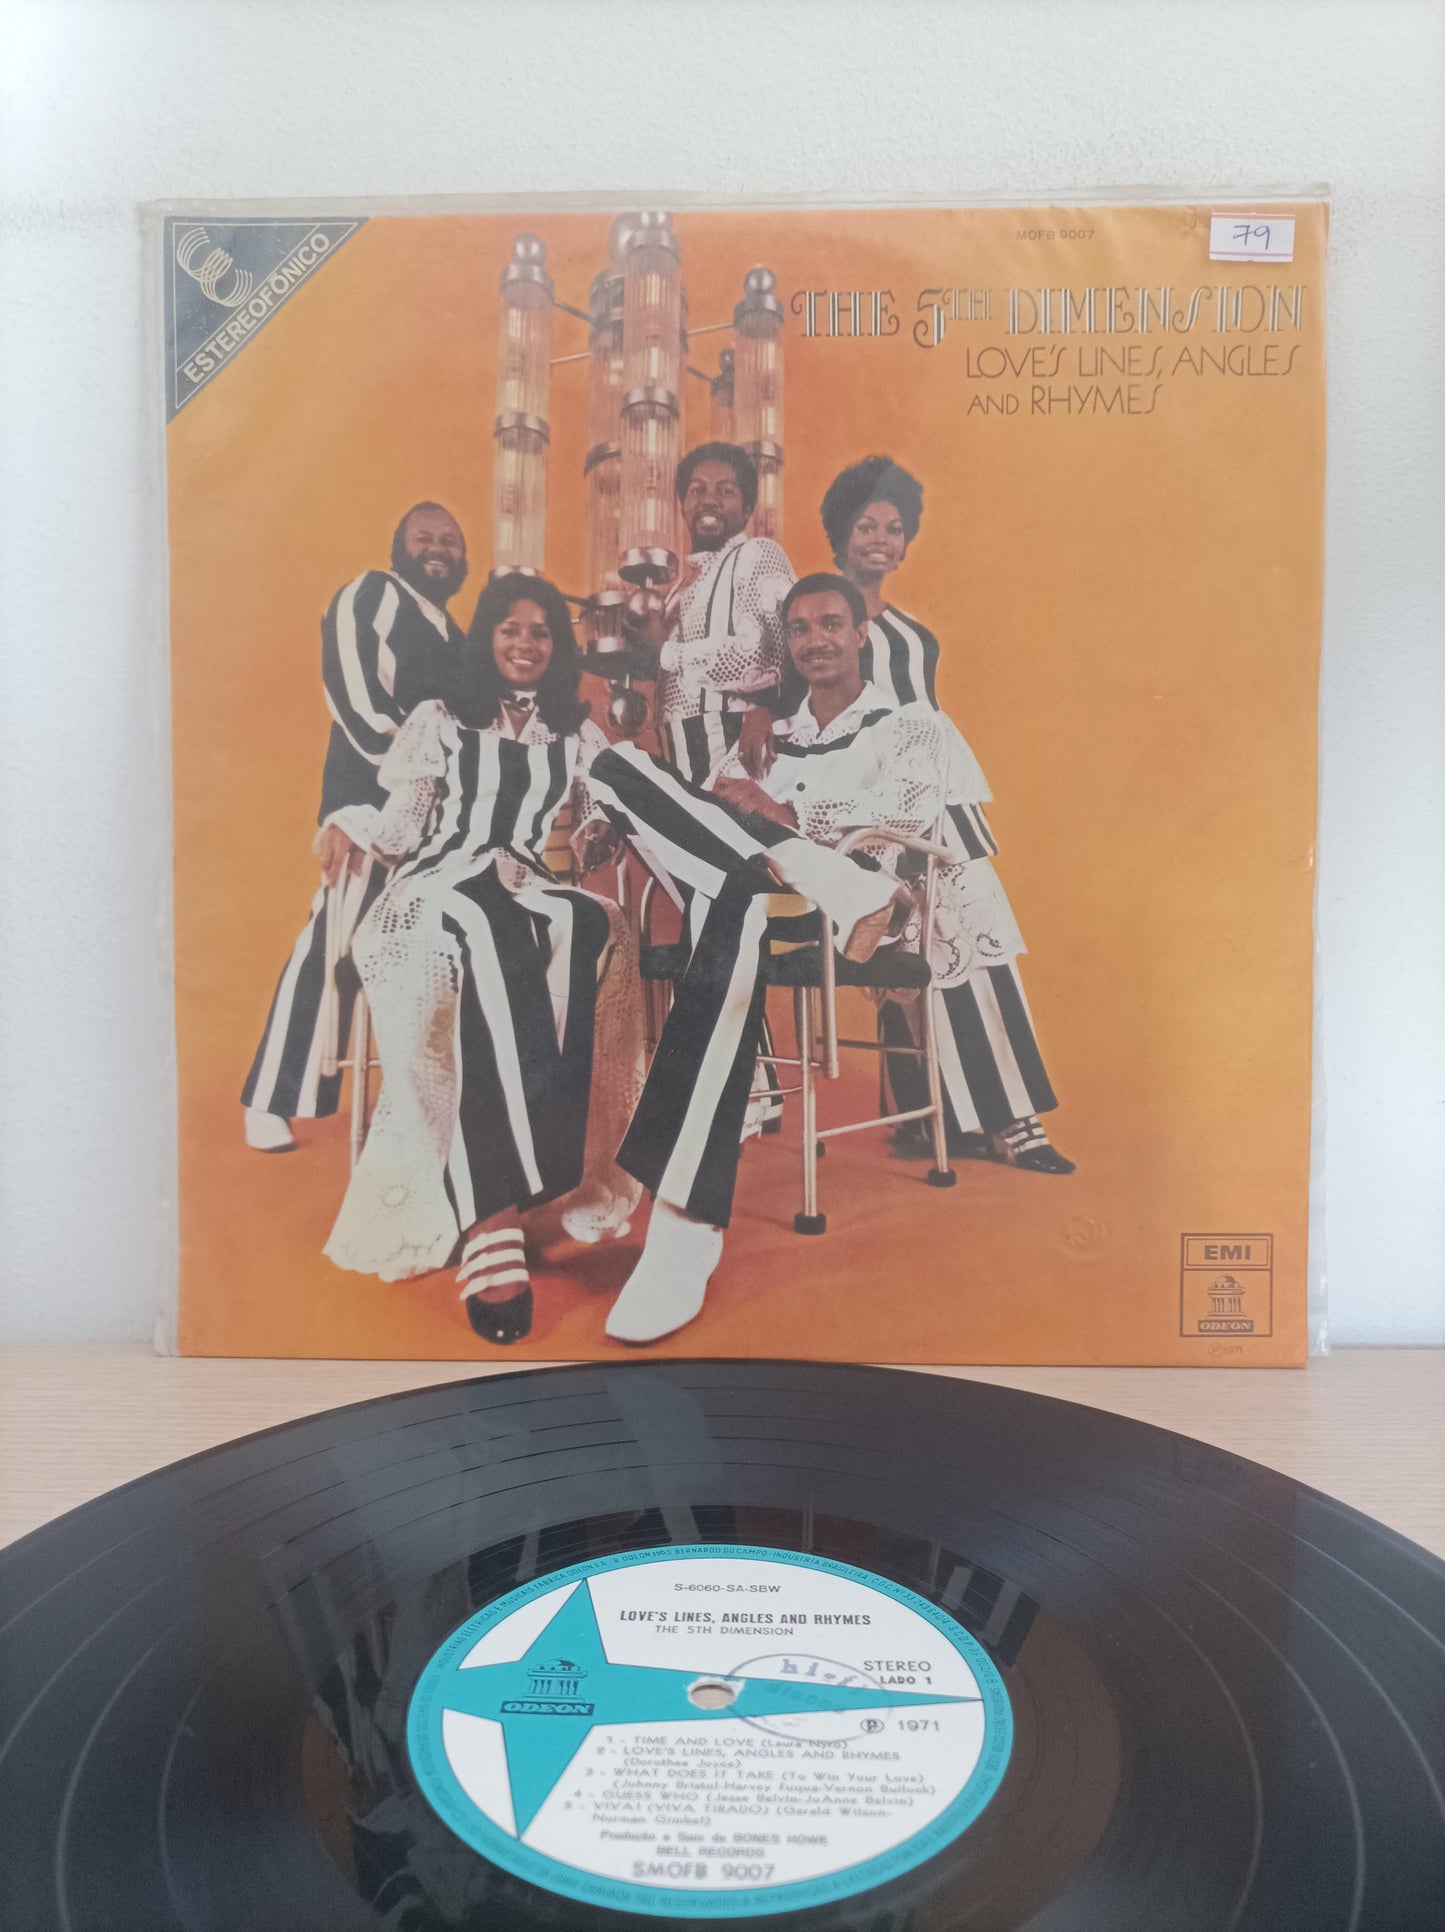 ESTEREOFÔNICO
MOFB 9007
79
THE 5TH DIMENSION
LOVE'S LINES, ANGLES
AND RHYMES
EMI
ODEON
℗1971
S-6060-SA-SBW
LOVE'S LINES, ANGLES AND RHYMES
THE 5TH DIMENSION
STEREO
LADO 1
ODEON
℗ 1971
1 - TIME AND LOVE (Laura Nyro)
2 - LOVE'S LINES, ANGLES AND RHYMES
(Dorothea Joyce)
3 - WHAT DOES IT TAKE (To Win Your Love)
(Johnny Bristol-Harvey Fuqua-Vernon Bullock)
4 - GUESS WHO (Jesse Belvin-JoAnne Belvin)
5 - VIVA! (VIVA TIRADO) (Gerald Wilson-
Norman Gimbel)
Produção e Som de BONES HOWE
BELL RECORDS
SMOFB 9007